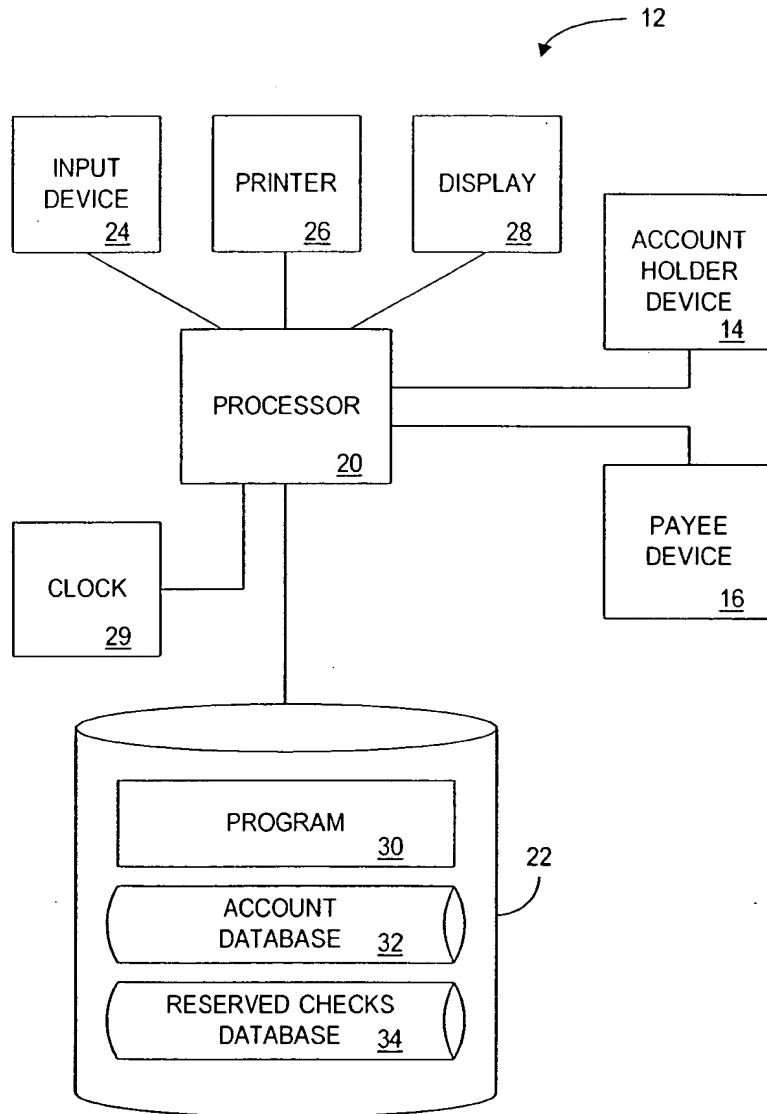 12
INPUT
DEVICE
24
PRINTER
26
DISPLAY
28
ACCOUNT
HOLDER
DEVICE
14
PROCESSOR
20
PAYEE
DEVICE
16
CLOCK
29
PROGRAM
30
22
ACCOUNT
DATABASE
32
RESERVED CHECKS
DATABASE
34